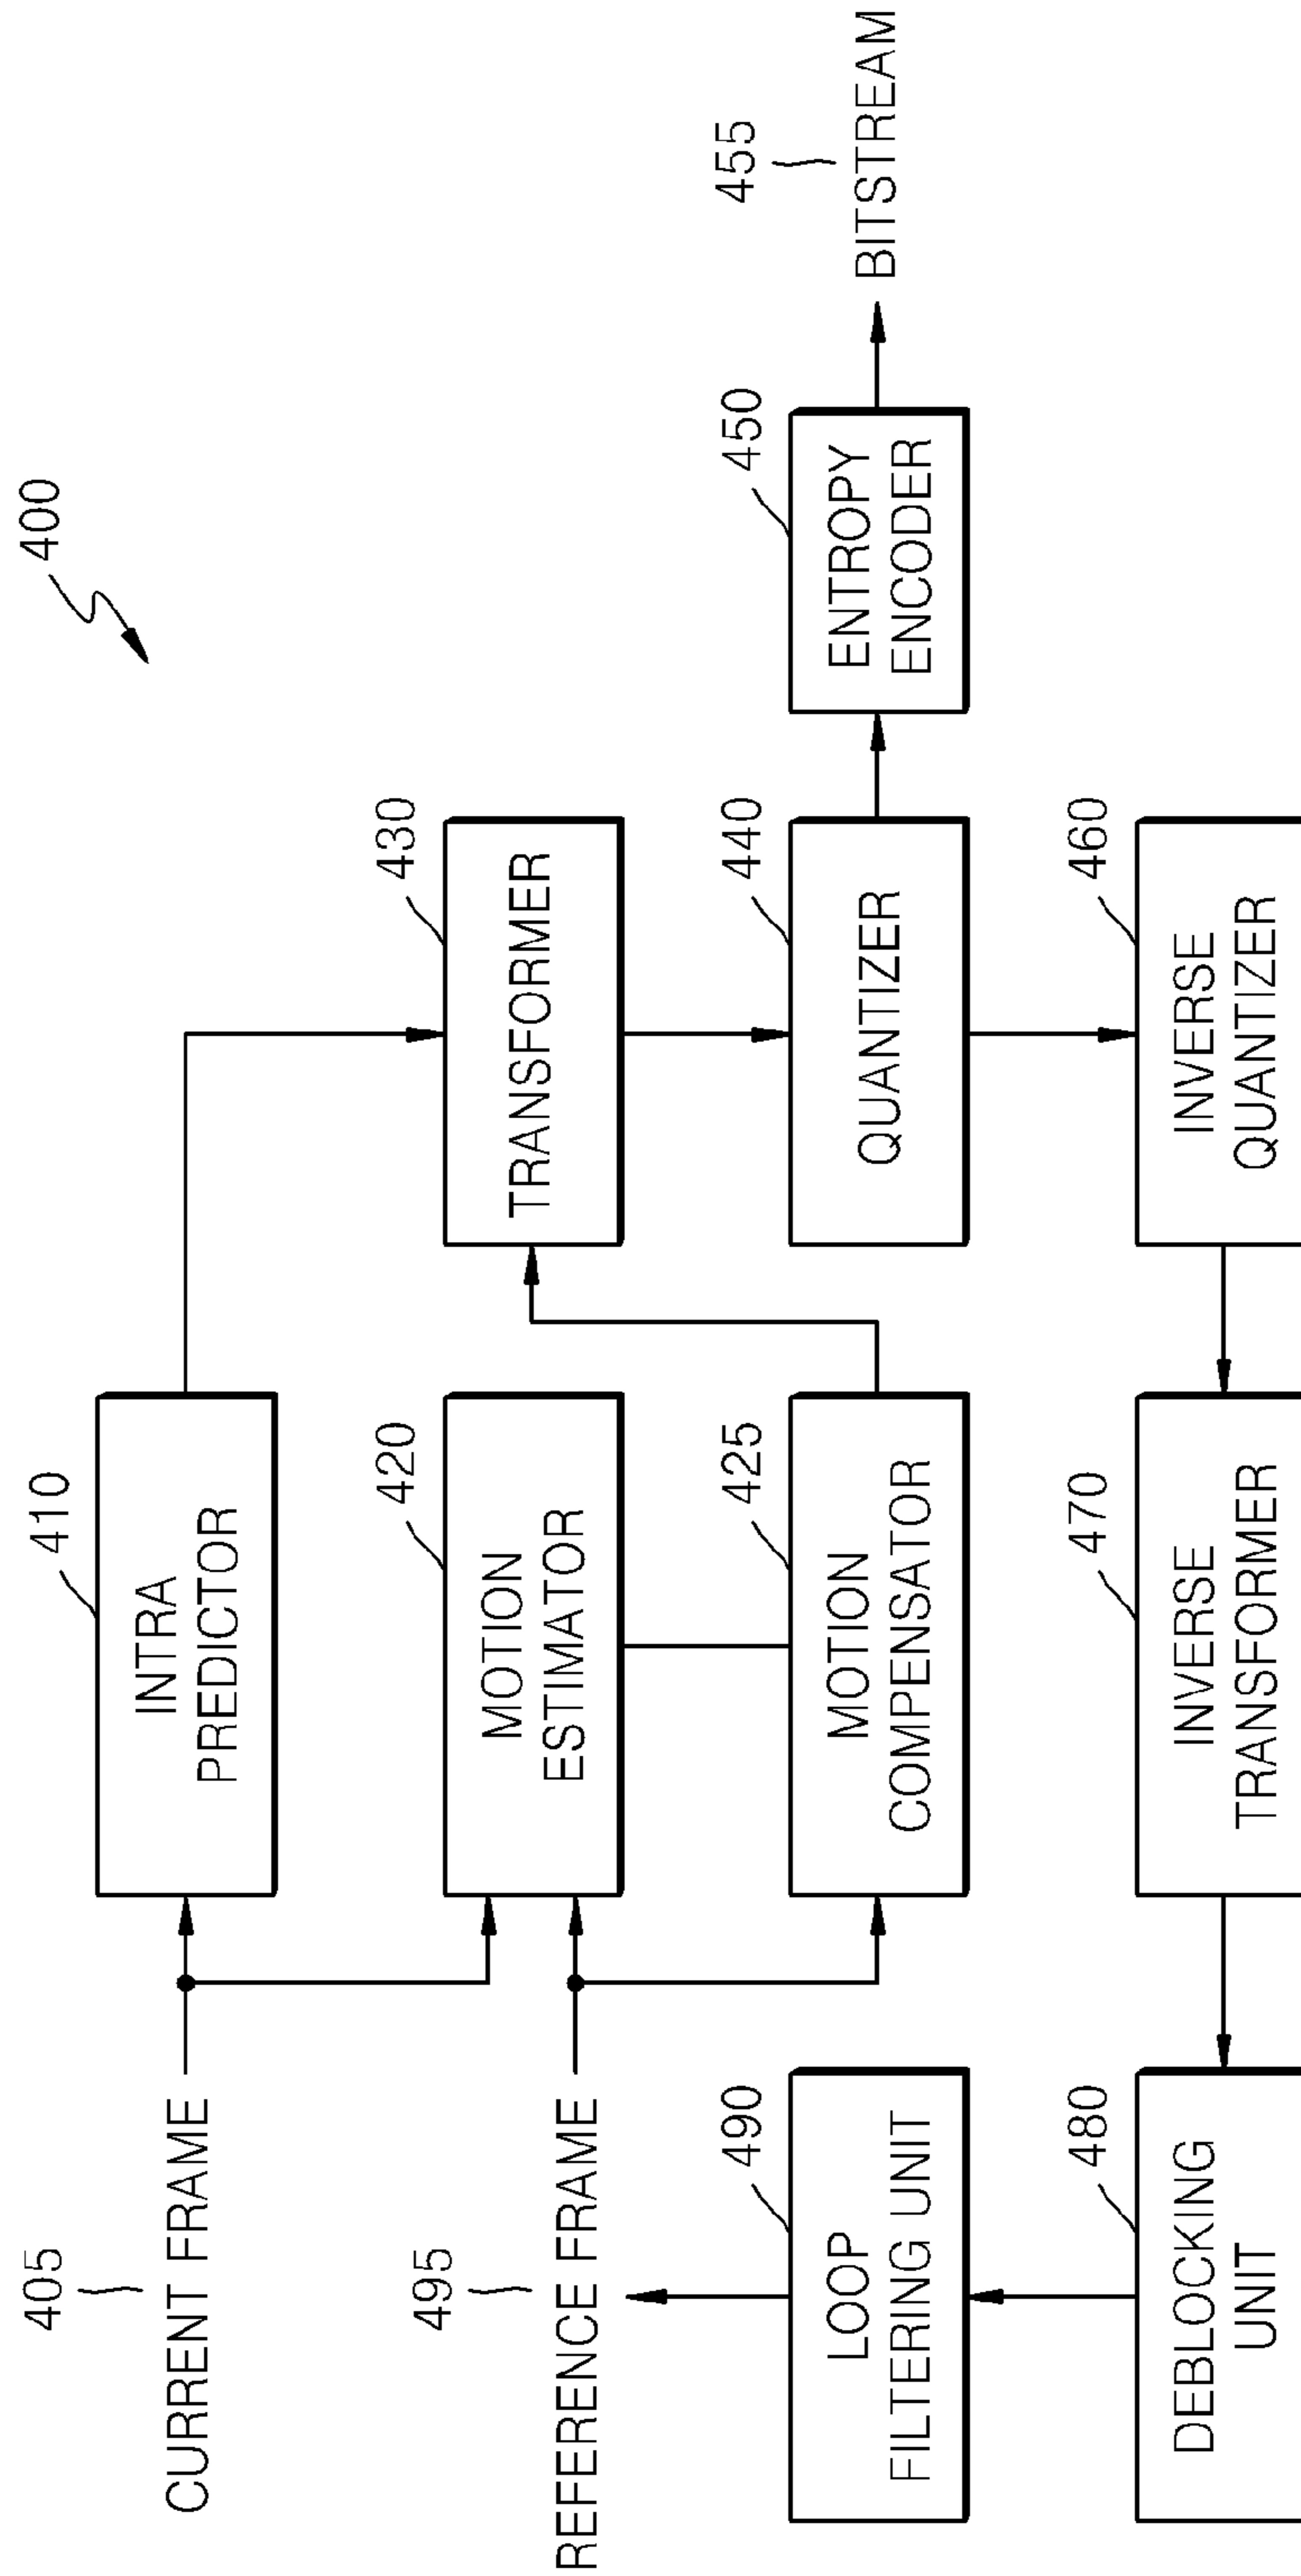 400
405
CURRENT FRAME
410
INTRA
PREDICTOR
495
REFERENCE FRAME
420
MOTION
ESTIMATOR
430
TRANSFORMER
490
LOOP
FILTERING UNIT
425
MOTION
COMPENSATOR
440
QUANTIZER
450
ENTROPY
ENCODER
455
BITSTREAM
480
DEBLOCKING
UNIT
470
INVERSE
TRANSFORMER
460
INVERSE
QUANTIZER